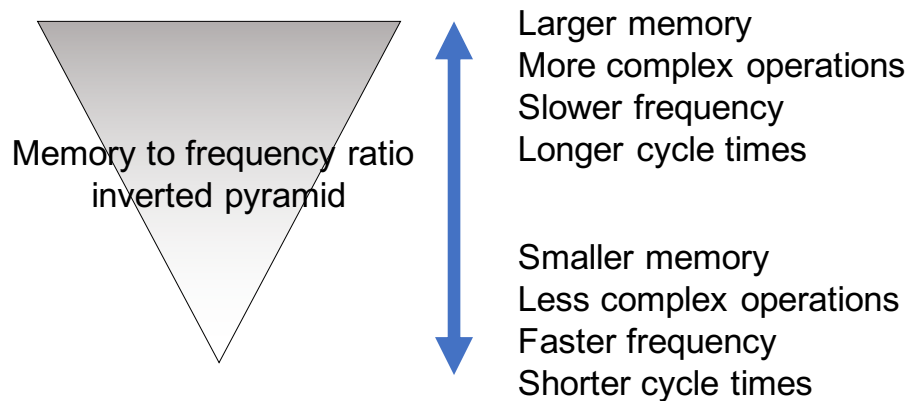 Memory to frequency ratio
inverted pyramid
Larger memory
More complex operations
Slower frequency
Longer cycle times
Smaller memory
Less complex operations
Faster frequency
Shorter cycle times